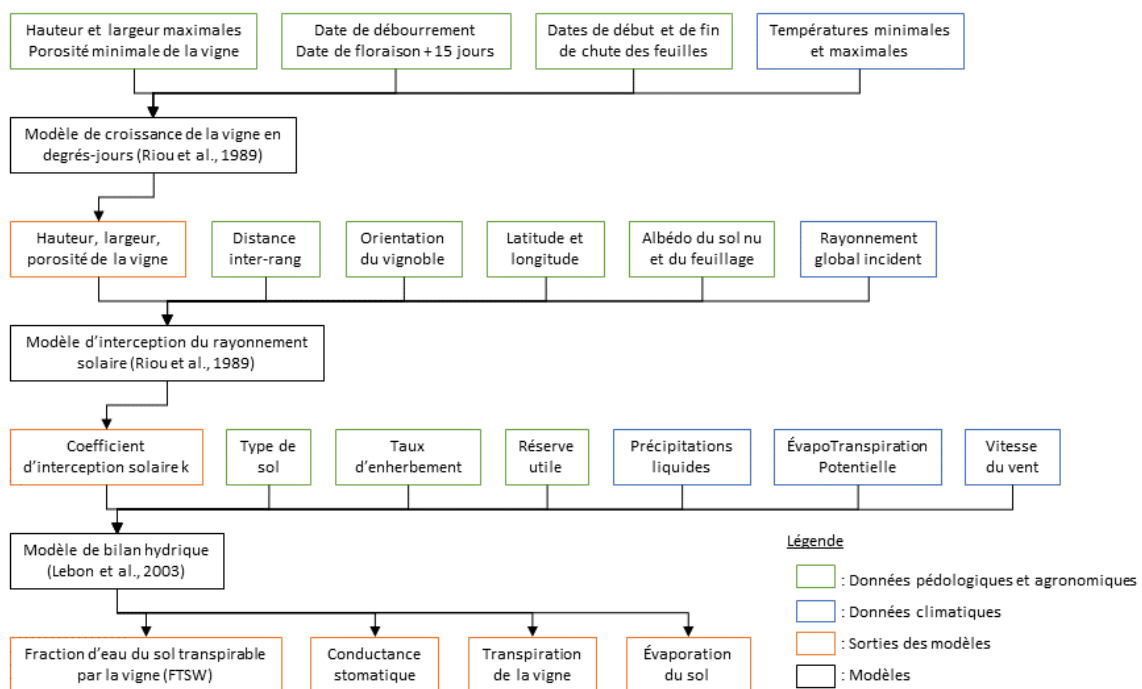 Hauteur et largeur maximales
Porosité minimale de la vigne
Date de débourrement
Date de floraison +15 jours
Dates de début et de fin
de chute des feuilles
Températures minimales
et maximales
Modèle de croissance de la vigne en
degrés-jours (Riou et al., 1989)
Hauteur, largeur,
porosité de la vigne
Distance
inter-rang
Orientation
du vignoble
Latitude et
longitude
Albédo du sol nu
et du feuillage
Rayonnement
global incident
Modèle d'interception du rayonnement
solaire (Riou et al., 1989)
Coefficient
d'interception solaire k
Type de
sol
Taux
d'enherbement
Réserve
utile
Précipitations
liquides
ÉvapoTranspiration
Potentielle
Vitesse
du vent
Modèle de bilan hydrique
(Lebon et al., 2003)
Fraction d'eau du sol transpirable
par la vigne (FTSW)
Conductance
stomatique
Transpiration
de la vigne
Évaporation
du sol
Légende
: Données pédologiques et agronomiques
: Données climatiques
: Sorties des modèles
: Modèles